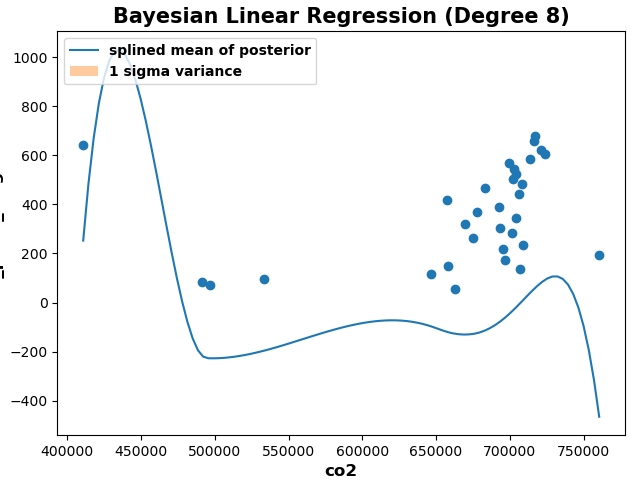 Bayesian Linear Regression (Degree 8)
splined mean of posterior
1 sigma variance
1000
800
600
400
200
0
−200
−400
400000 450000 500000 550000 600000 650000 700000 750000
co2